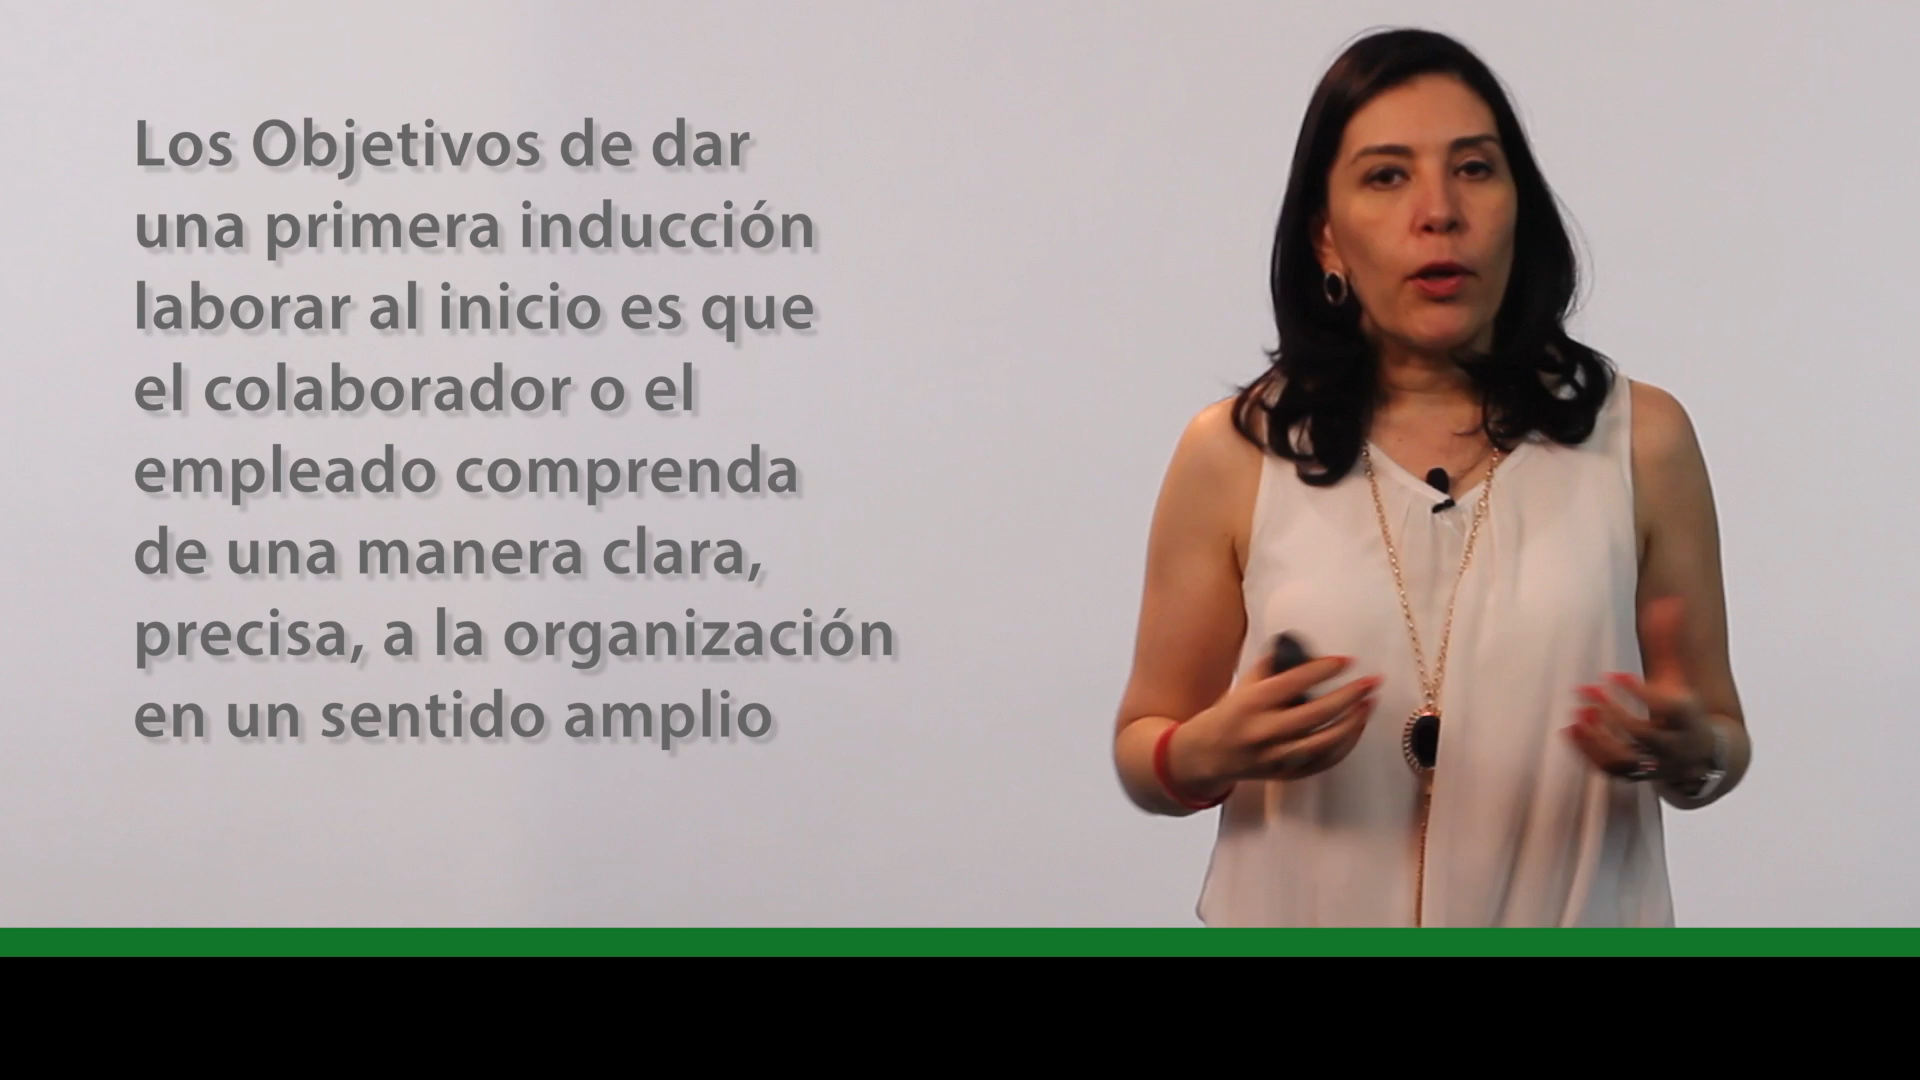 Los Objetivos de dar
una primera inducción
laborar al inicio es que
el colaborador o el
empleado comprenda
de una manera clara,
precisa, a la organización
en un sentido amplio